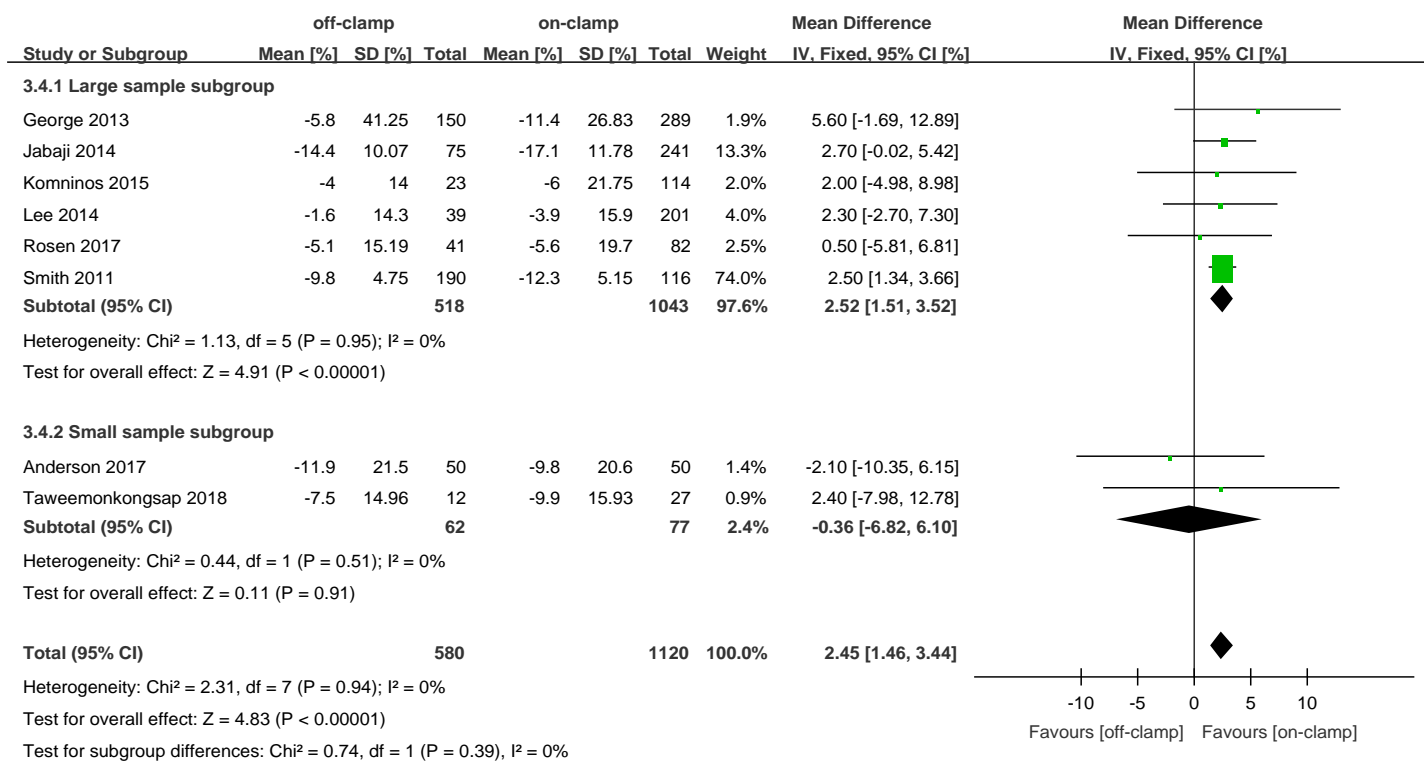 off-clamp on-clamp Mean Difference Mean Difference
Study or Subgroup Mean [%] SD [%] Total Mean [%] SD [%] Total Weight IV, Fixed, 95% CI [%] IV, Fixed, 95% CI [%]
3.4.1 Large sample subgroup
George 2013 -5.8 41.25 150 -11.4 26.83 289 1.9% 5.60 [-1.69, 12.89]
Jabaji 2014 -14.4 10.07 75 -17.1 11.78 241 13.3% 2.70 [-0.02, 5.42]
Komninos 2015 -4 14 23 -6 21.75 114 2.0% 2.00 [-4.98, 8.98]
Lee 2014 -1.6 14.3 39 -3.9 15.9 201 4.0% 2.30 [-2.70, 7.30]
Rosen 2017 -5.1 15.19 41 -5.6 19.7 82 2.5% 0.50 [-5.81, 6.81]
Smith 2011 -9.8 4.75 190 -12.3 5.15 116 74.0% 2.50 [1.34, 3.66]
Subtotal (95% CI) 518 1043 97.6% 2.52 [1.51, 3.52]
Heterogeneity: Chi² = 1.13, df = 5 (P = 0.95); I² = 0%
Test for overall effect: Z = 4.91 (P < 0.00001)
3.4.2 Small sample subgroup
Anderson 2017 -11.9 21.5 50 -9.8 20.6 50 1.4% -2.10 [-10.35, 6.15]
Taweemonkongsap 2018 -7.5 14.96 12 -9.9 15.93 27 0.9% 2.40 [-7.98, 12.78]
Subtotal (95% CI) 62 77 2.4% -0.36 [-6.82, 6.10]
Heterogeneity: Chi² = 0.44, df = 1 (P = 0.51); I² = 0%
Test for overall effect: Z = 0.11 (P = 0.91)
Total (95% CI) 580 1120 100.0% 2.45 [1.46, 3.44]
Heterogeneity: Chi² = 2.31, df = 7 (P = 0.94); I² = 0%
Test for overall effect: Z = 4.83 (P < 0.00001)
Test for subgroup differences: Chi² = 0.74, df = 1 (P = 0.39), I² = 0%
-10 -5 0 5 10
Favours [off-clamp] Favours [on-clamp]